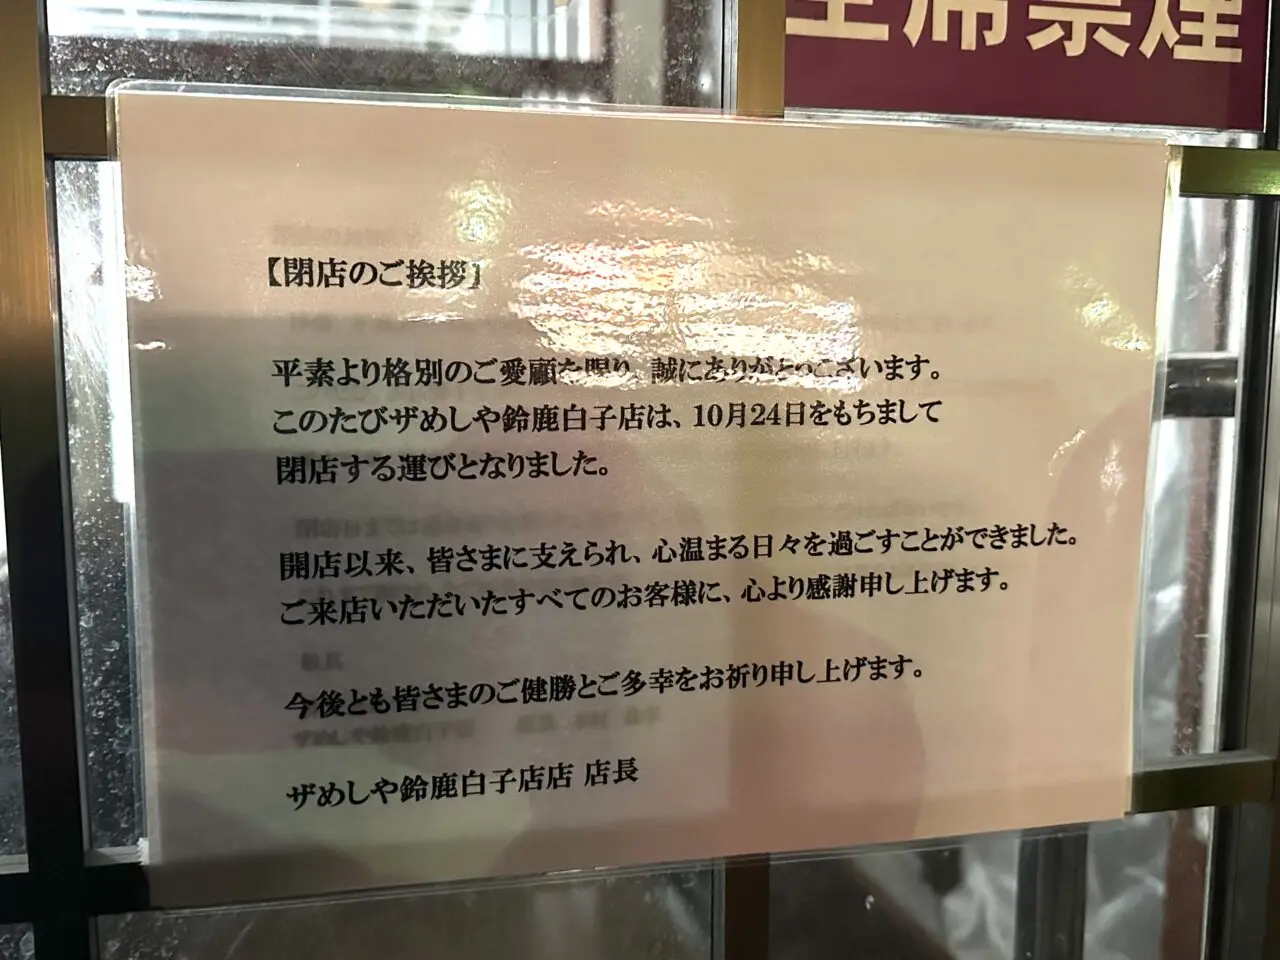 全席禁煙
【閉店のご挨拶】
平素より格別のご愛顧を賜り、誠にありがとうございます。
このたびザめしや鈴鹿白子店は、10月24日をもちまして
閉店する運びとなりました。
開店以来、皆さまに支えられ、心温まる日々を過ごすことができました。
ご来店いただいたすべてのお客様に、心より感謝申し上げます。
今後とも皆さまのご健勝とご多幸をお祈り申し上げます。
ザめしや鈴鹿白子店店 店長